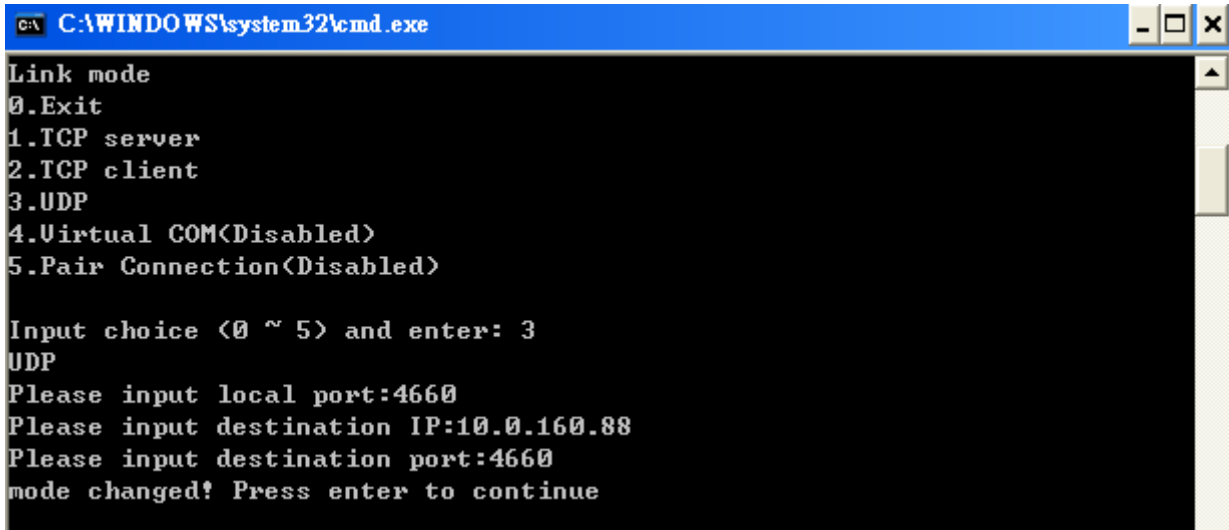 C:\WINDOWS\system32\cmd.exe
Link mode
0.Exit
1.TCP server
2.TCP client
3.UDP
4.Virtual COM(Disabled)
5.Pair Connection(Disabled)
Input choice (0 ~ 5) and enter: 3
UDP
Please input local port:4660
Please input destination IP:10.0.160.88
Please input destination port:4660
mode changed! Press enter to continue